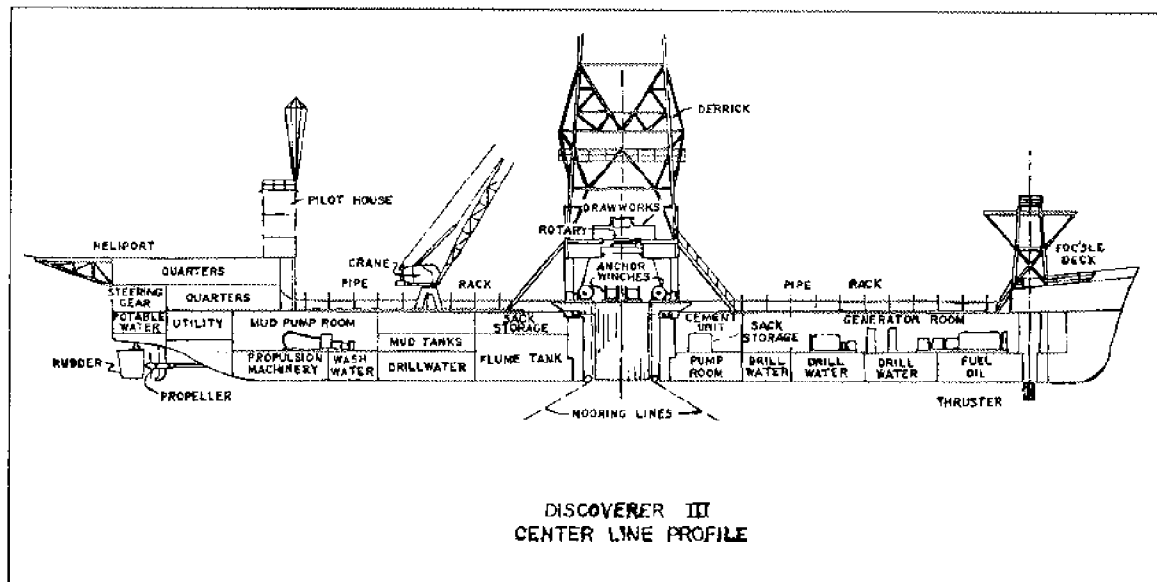 DERRICK
PILOT HOUSE
DRAWWORKS
ROTARY
HELIPORT
CRANE
ANCHOR
WINCHES
FOC'SLE
DECK
QUARTERS
PIPE RACK
PIPE RACK
STEERING
GEAR
QUARTERS
POTABLE
WATER
UTILITY
MUD PUMP ROOM
SACK
STORAGE
CEMENT
UNIT
SACK
STORAGE
GENERATOR ROOM
MUD TANKS
RUDDER
PROPULSION
MACHINERY
WASH
WATER
DRILLWATER
FLUME TANK
PUMP
ROOM
DRILL
WATER
DRILL
WATER
DRILL
WATER
FUEL
OIL
PROPELLER
MOORING LINES
THRUSTER
DISCOVERER III
CENTER LINE PROFILE